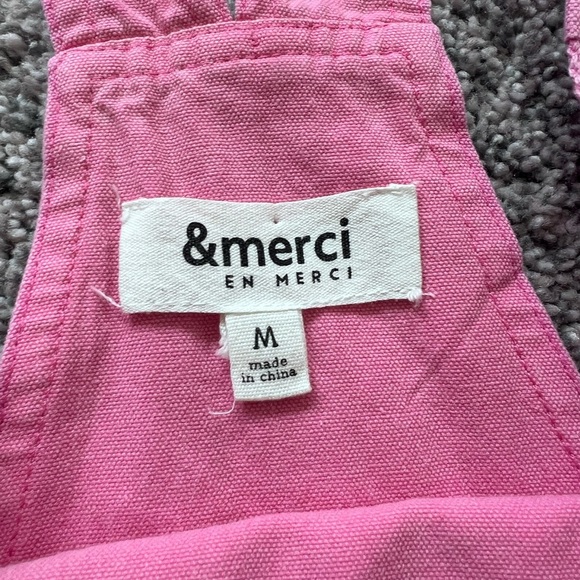 &merci
EN MERCI
M
made
in china